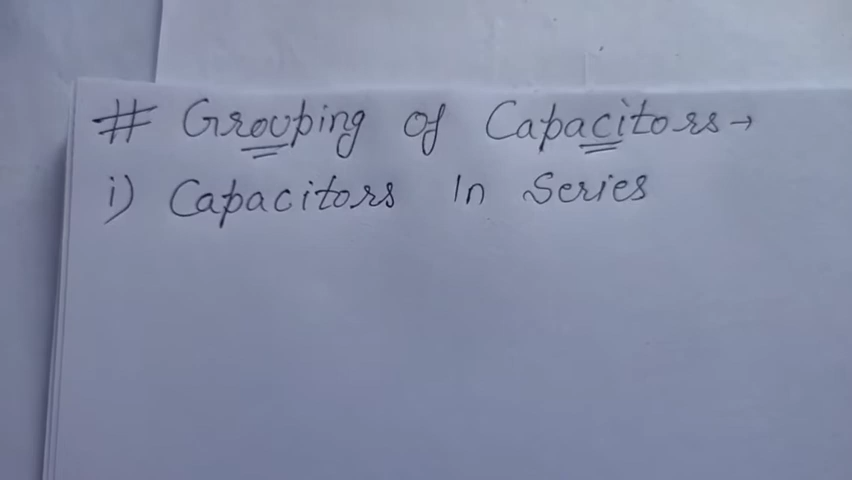 # Grouping of Capacitors →
i) Capacitors In Series